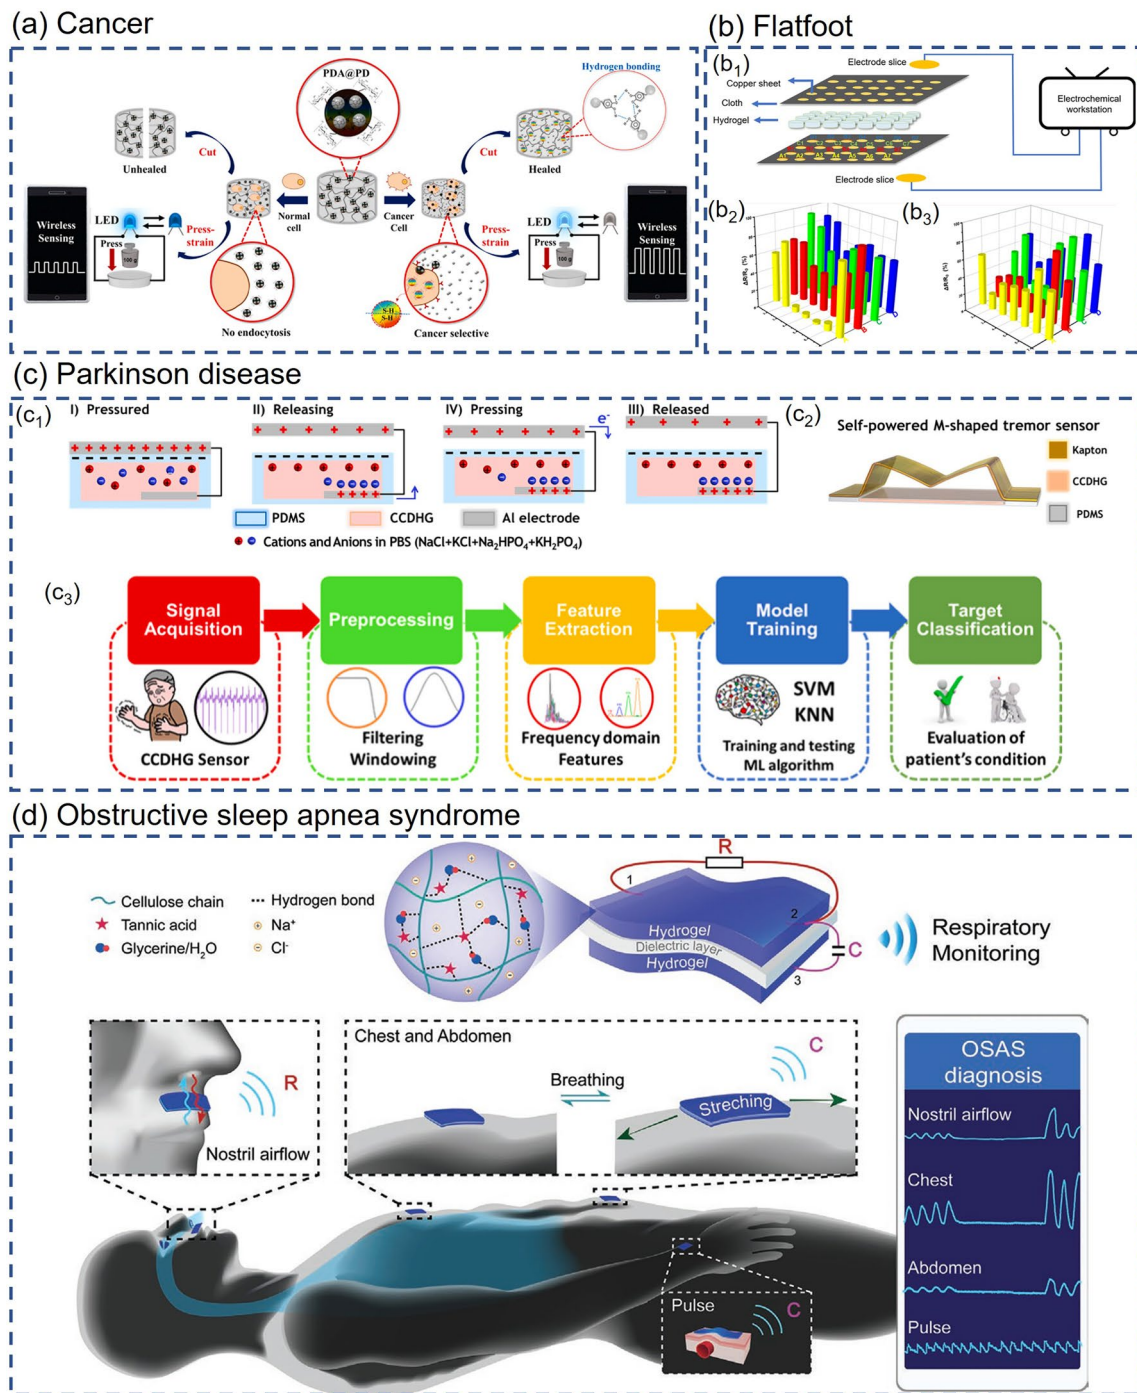 (a) Cancer
PDA@PD
Hydrogen bonding
Cut
Cut
Unhealed
Healed
Normal
cell
Cancer
Cell
Wireless
Sensing
LED
Press
100 g
Press-
strain
Press-
strain
LED
Press
100 g
Wireless
Sensing
S-H
S-H
No endocytosis
Cancer selective
(b) Flatfoot
(b1)
Electrode slice
Copper sheet
Cloth
Hydrogel
Electrochemical
workstation
Electrode slice
(b2)
ΔR/R0 (%)
(b3)
ΔR/R0 (%)
(c) Parkinson disease
(c1)
I) Pressured
II) Releasing
IV) Pressing
III) Released
e-
PDMS
CCDHG
Al electrode
Cations and Anions in PBS (NaCl+KCl+Na2HPO4+KH2PO4)
(c2)
Self-powered M-shaped tremor sensor
Kapton
CCDHG
PDMS
(c3)
Signal
Acquisition
Preprocessing
Feature
Extraction
Model
Training
Target
Classification
CCDHG Sensor
Filtering
Windowing
Frequency domain
Features
SVM
KNN
Training and testing
ML algorithm
Evaluation of
patient's condition
(d) Obstructive sleep apnea syndrome
Cellulose chain
Hydrogen bond
Tannic acid
Na+
Glycerine/H2O
Cl-
R
1
2
Hydrogel
Dielectric layer
Hydrogel
C
3
Respiratory
Monitoring
R
Nostril airflow
Chest and Abdomen
Breathing
C
Streching
Pulse
C
OSAS
diagnosis
Nostril airflow
Chest
Abdomen
Pulse